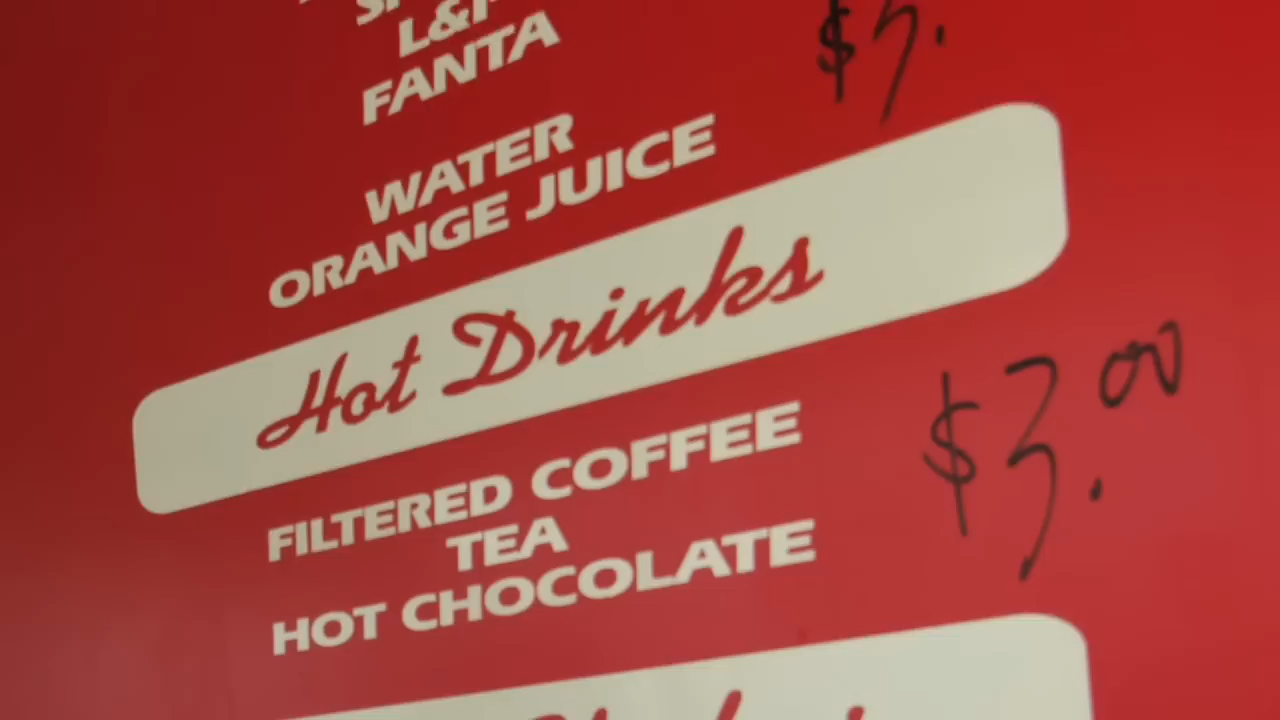 FANTA
WATER
ORANGE JUICE
Hot Drinks
FILTERED COFFEE
TEA
HOT CHOCOLATE
$3.00